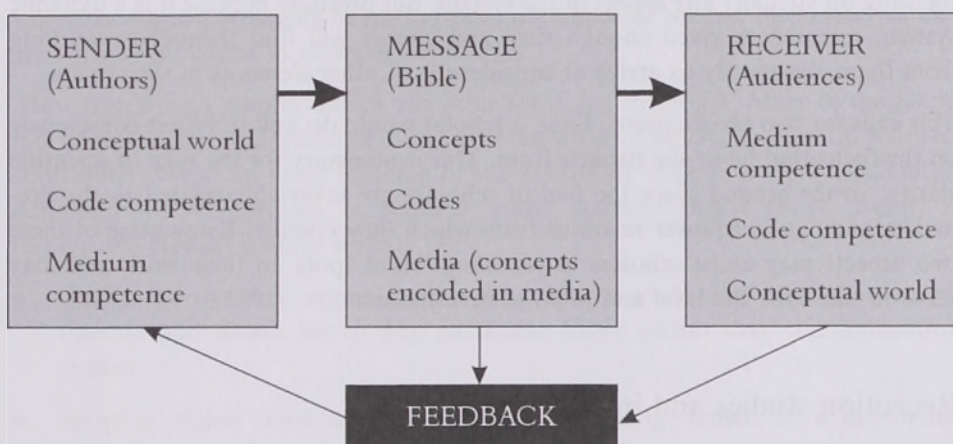 SENDER
(Authors)
Conceptual world
Code competence
Medium
competence
MESSAGE
(Bible)
Concepts
Codes
Media (concepts
encoded in media)
RECEIVER
(Audiences)
Medium
competence
Code competence
Conceptual world
FEEDBACK